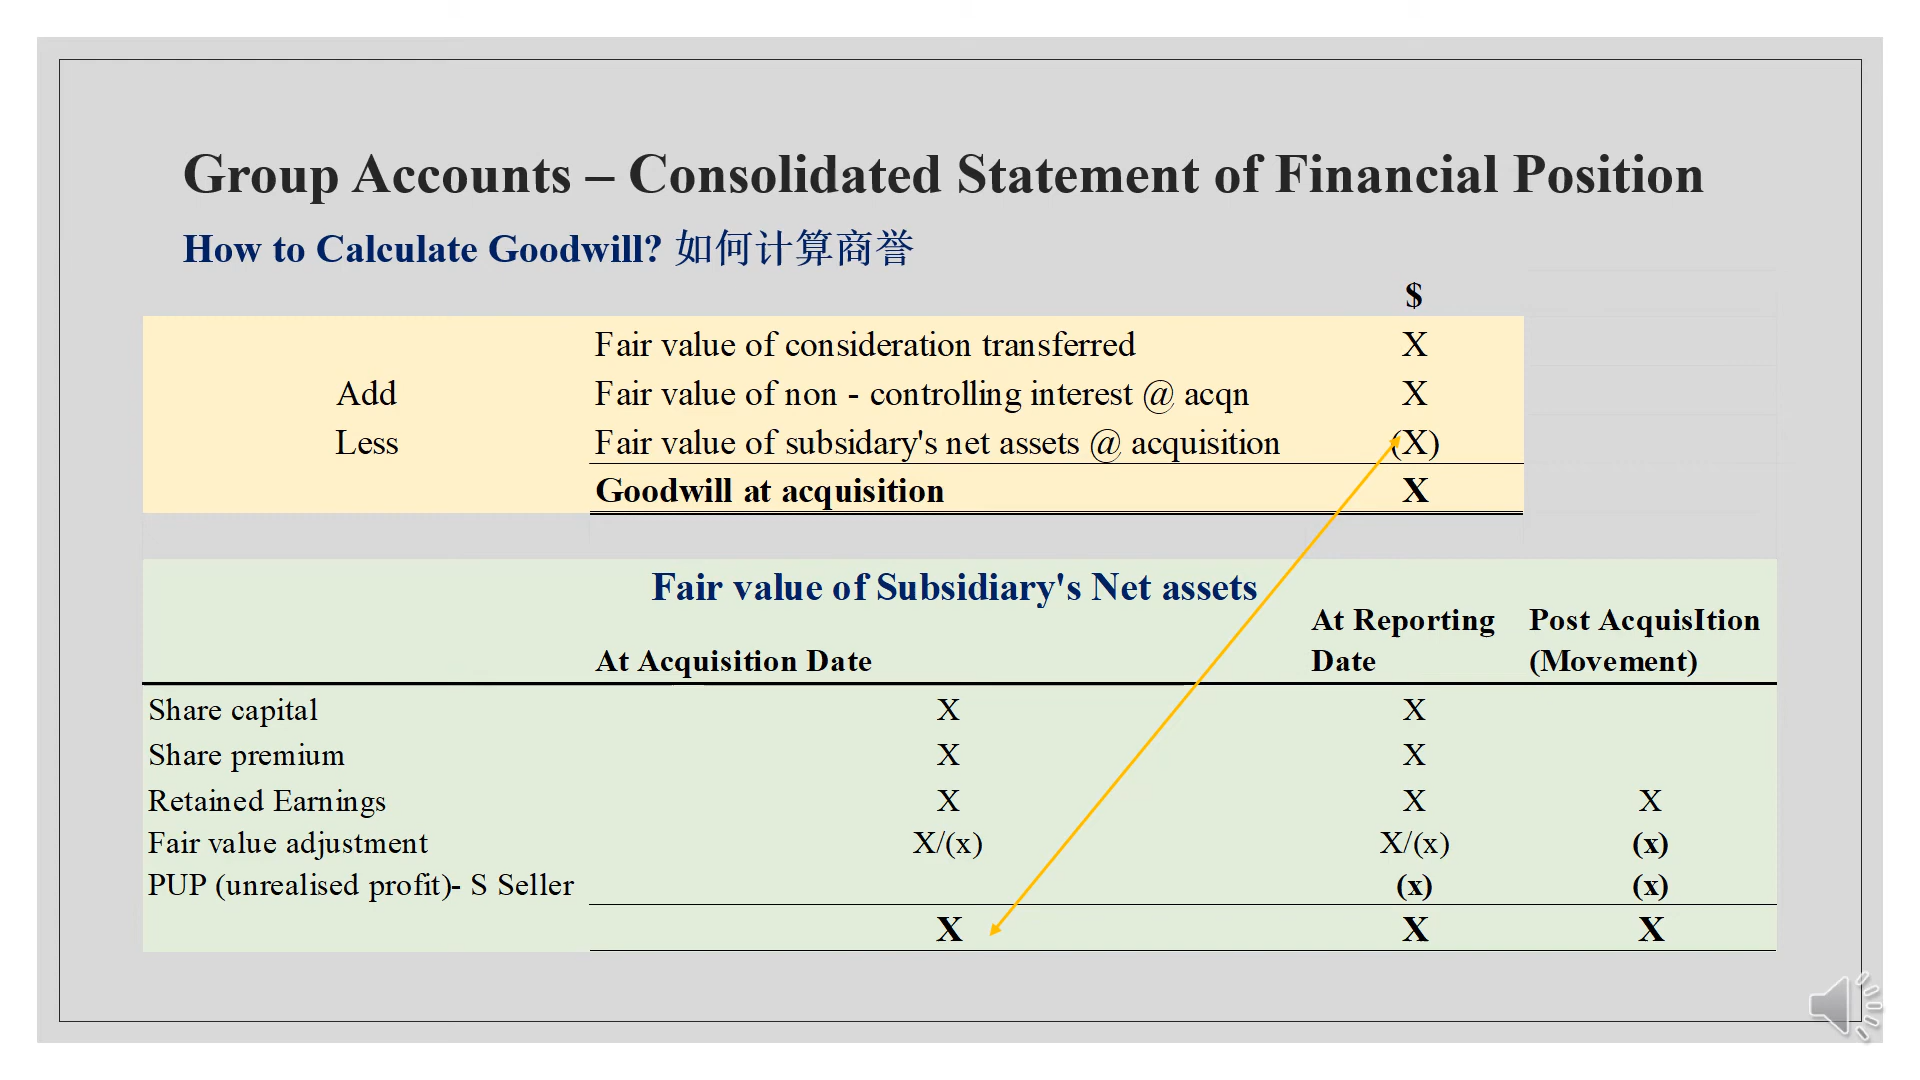 Group Accounts – Consolidated Statement of Financial Position
How to Calculate Goodwill? 如何计算商誉
$
Fair value of consideration transferred X
Add Fair value of non - controlling interest @ acqn X
Less Fair value of subsidary's net assets @ acquisition (X)
Goodwill at acquisition X
Fair value of Subsidiary's Net assets
At Acquisition Date At Reporting Date Post AcquisItion (Movement)
Share capital X X
Share premium X X
Retained Earnings X X X
Fair value adjustment X/(x) X/(x) (x)
PUP (unrealised profit)- S Seller (x) (x)
X X X